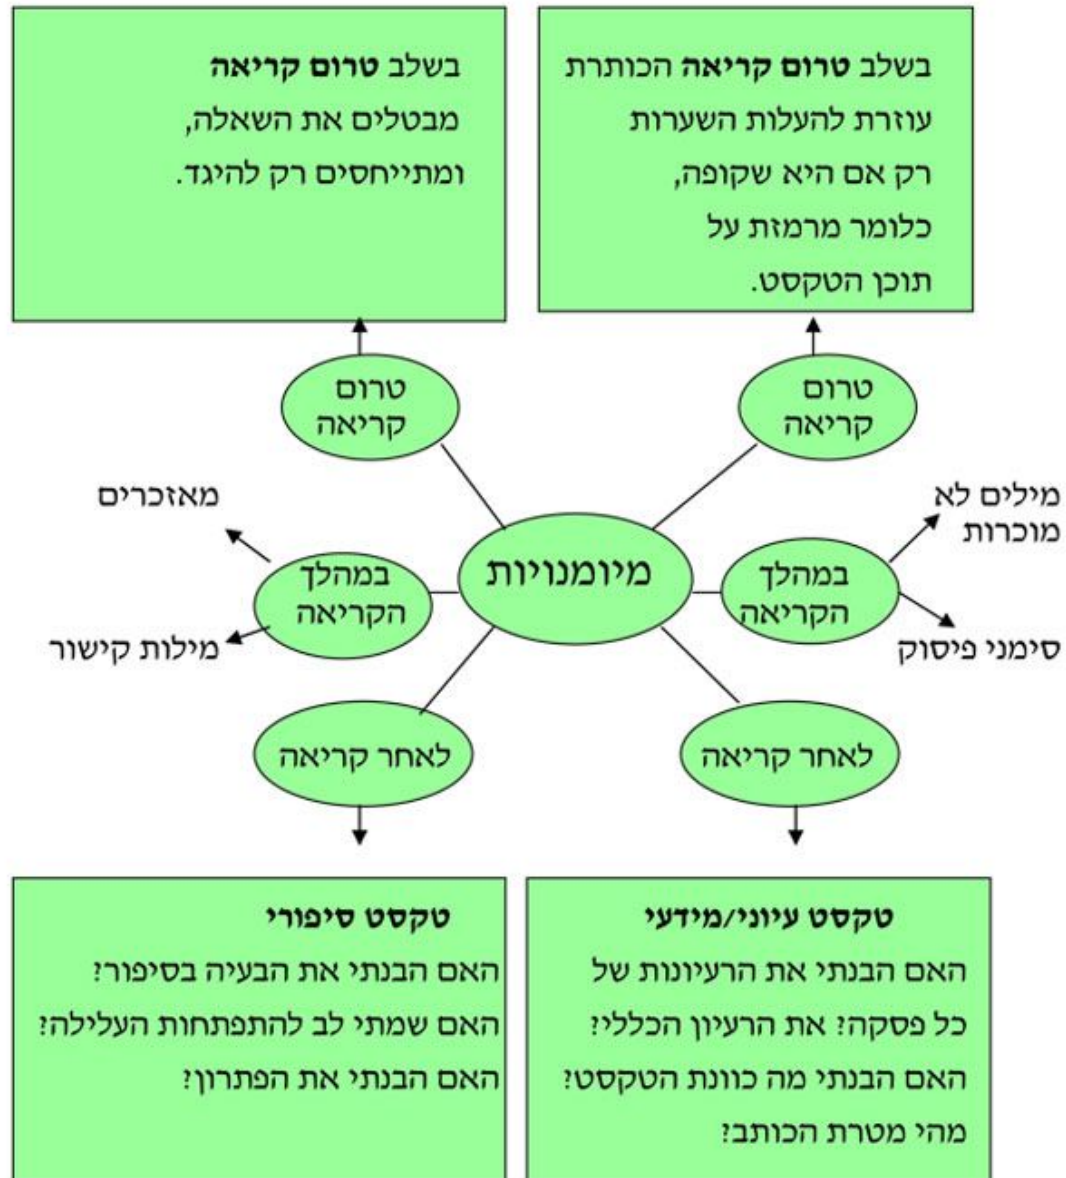 בשלב טרום קריאה הכותרת
עוזרת להעלות השערות
רק אם היא שקופה,
כלומר מרמזת על
תוכן הטקסט.
בשלב טרום קריאה
מבטלים את השאלה,
ומתייחסים רק להיגד.
טרום
קריאה
טרום
קריאה
מילים לא
מוכרות
במהלך
הקריאה
סימני פיסוק
מיומנויות
מאזכרים
במהלך
הקריאה
מילות קישור
לאחר קריאה
לאחר קריאה
טקסט עיוני/מידעי
האם הבנתי את הרעיונות של
כל פסקה? את הרעיון הכללי?
האם הבנתי מה כוונת הטקסט?
מהי מטרת הכותב?
טקסט סיפורי
האם הבנתי את הבעיה בסיפור?
האם שמתי לב להתפתחות העלילה?
האם הבנתי את הפתרון?